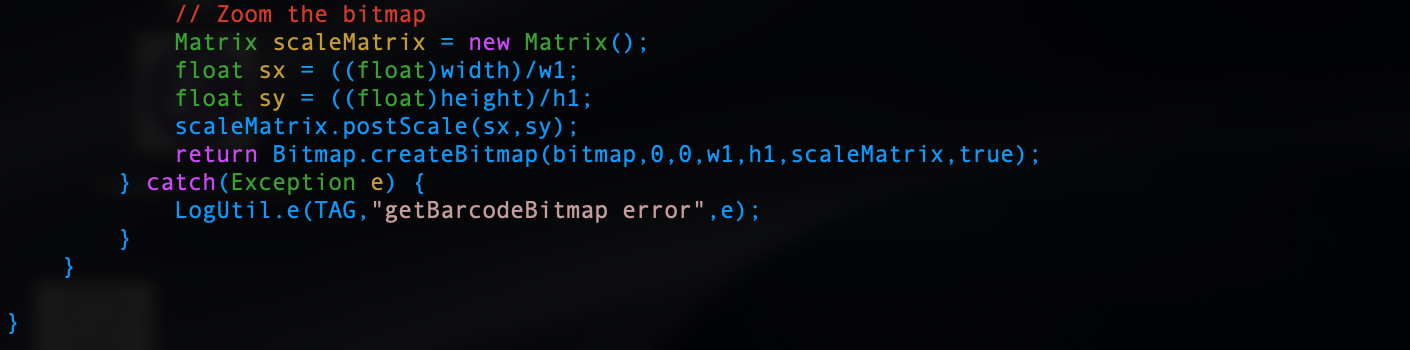 // Zoom the bitmap
Matrix scaleMatrix = new Matrix();
float sx = ((float)width)/w1;
float sy = ((float)height)/h1;
scaleMatrix.postScale(sx,sy);
return Bitmap.createBitmap(bitmap,0,0,w1,h1,scaleMatrix,true);
} catch(Exception e) {
LogUtil.e(TAG,"getBarcodeBitmap error",e);
}
}
}